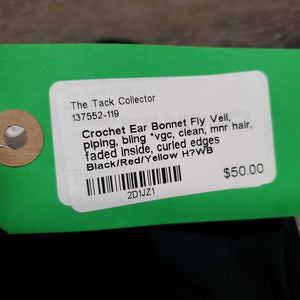 The Tack Collector
137552-119
Crochet Ear Bonnet Fly Veil,
piping, bling *vgc, clean, mnr hair,
faded inside, curled edges
Black/Red/Yellow H?WB
$50.00
2D1JZ1